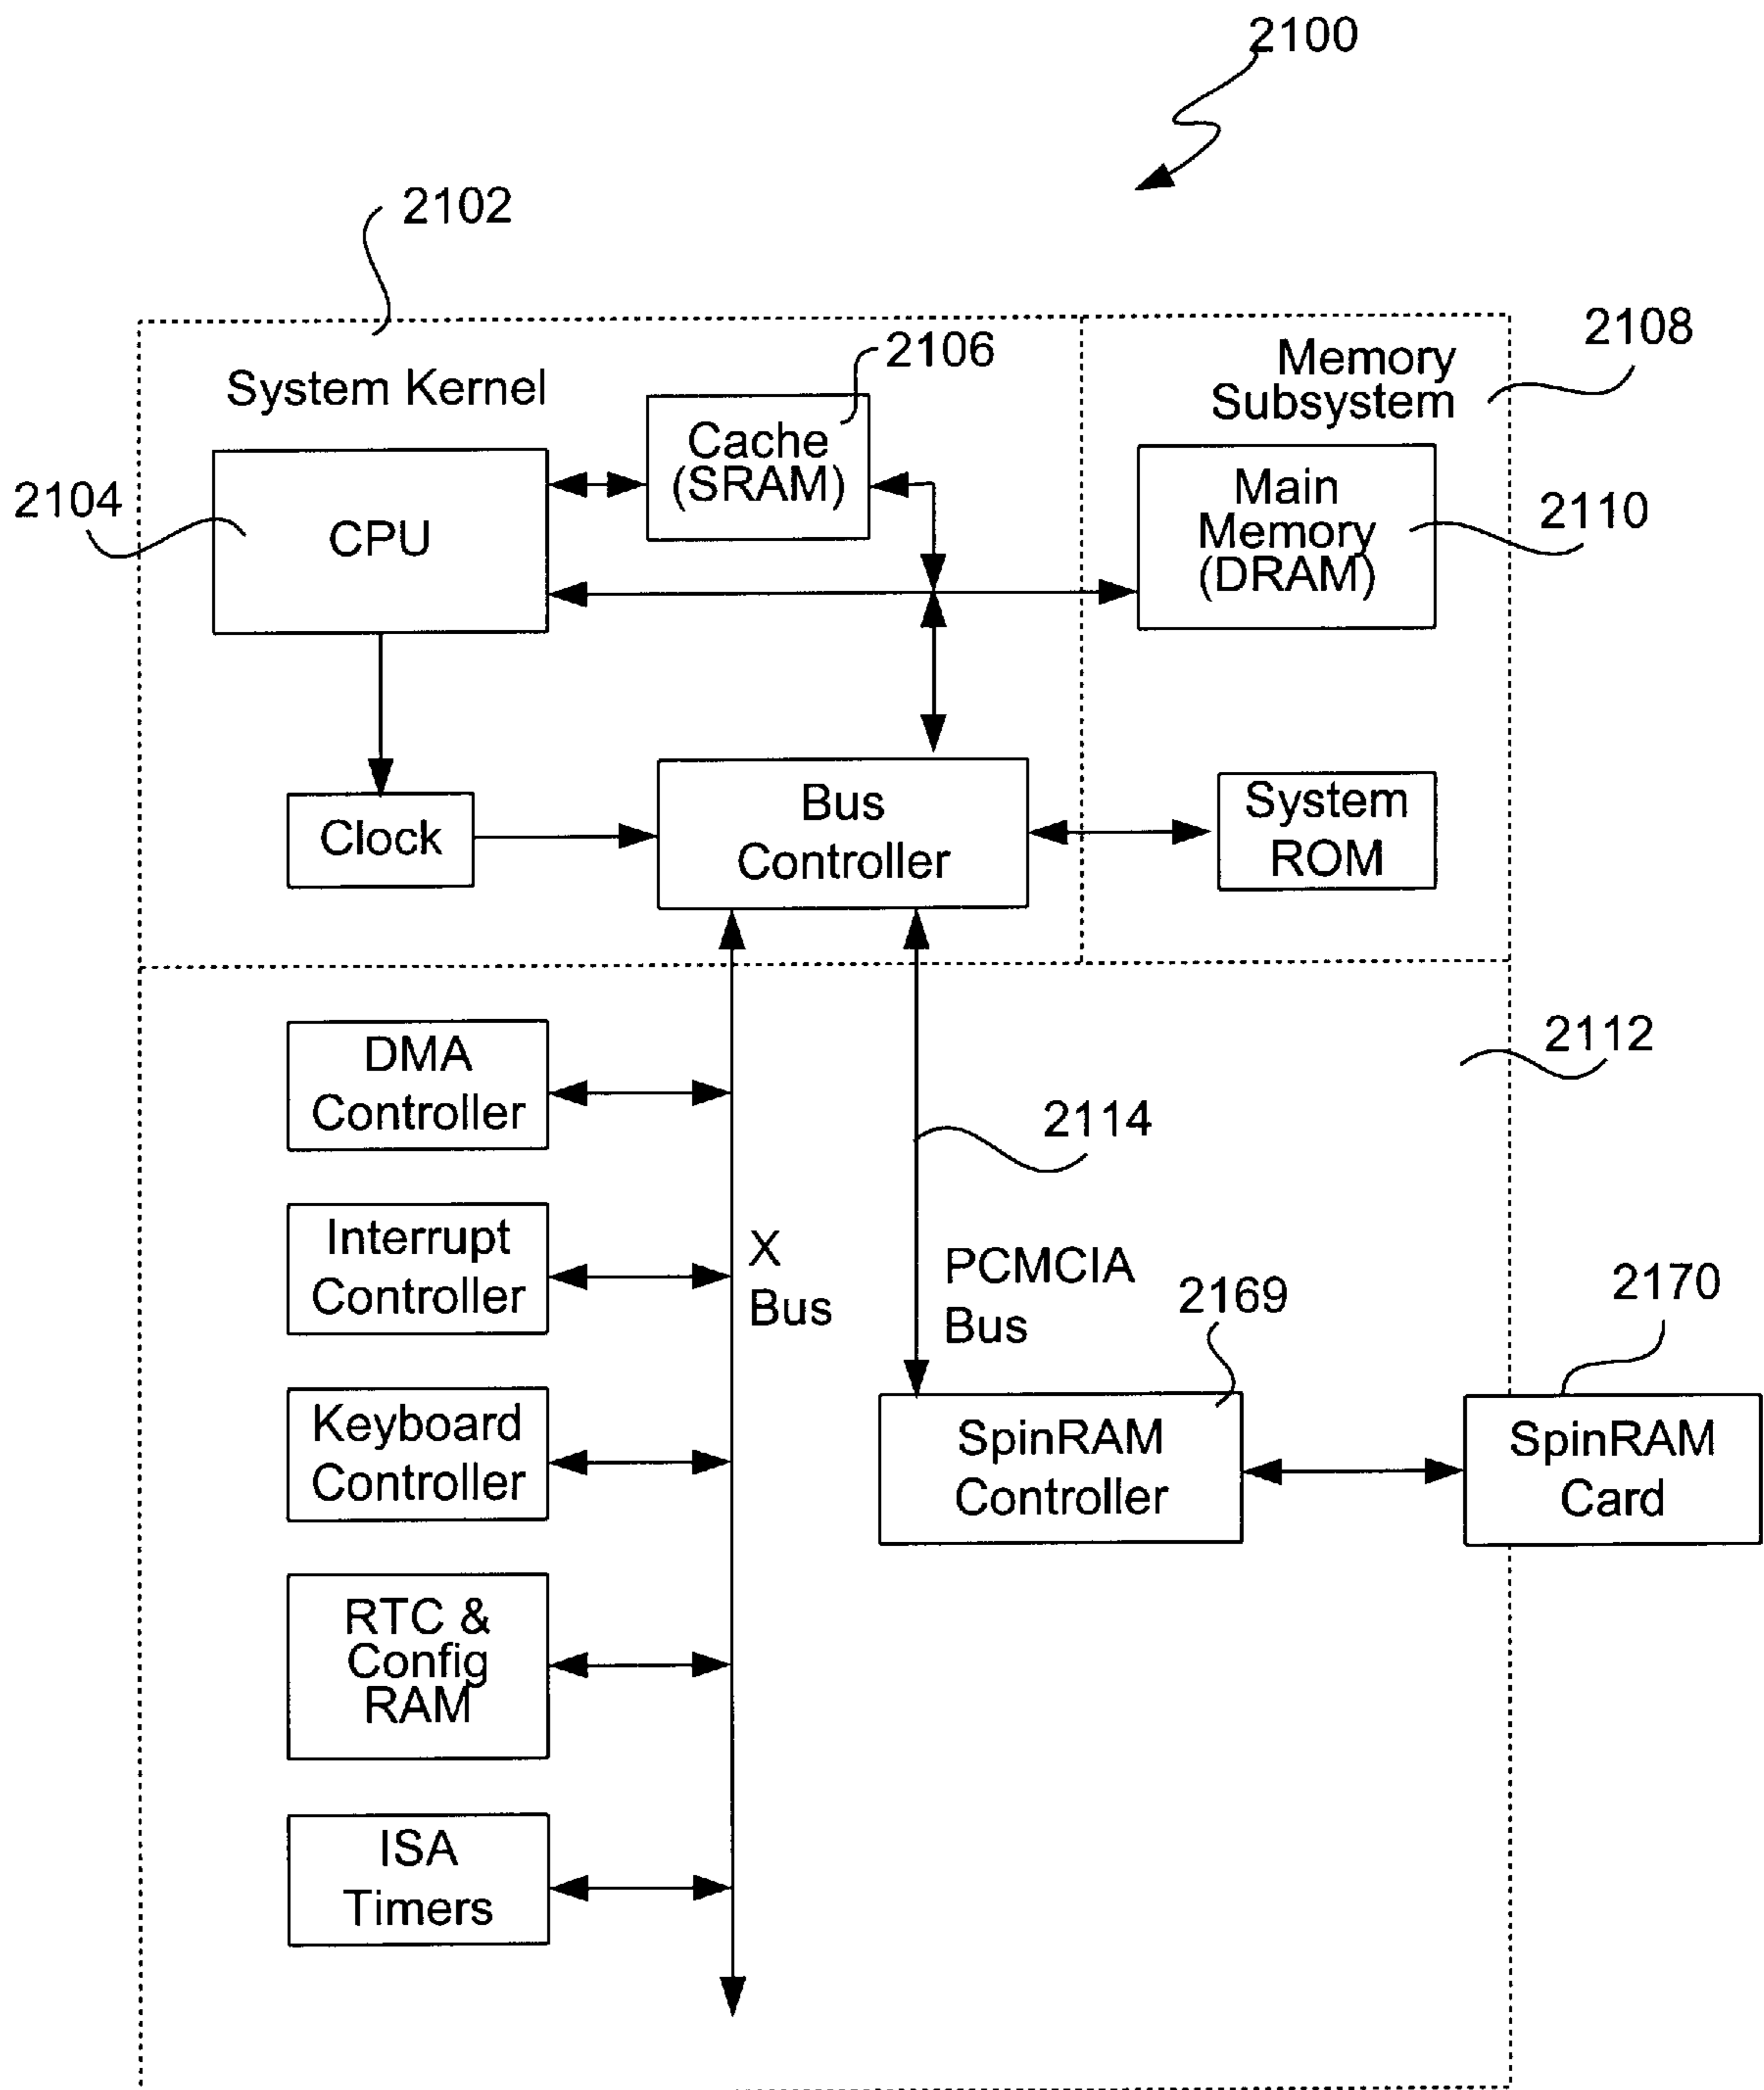 2100
2102
2108
2106
System Kernel
Memory
Subsystem
Cache
(SRAM)
2104
CPU
Main
Memory
(DRAM)
2110
Clock
Bus
Controller
System
ROM
DMA
Controller
2112
2114
Interrupt
Controller
X
Bus
PCMCIA
Bus
2169
2170
Keyboard
Controller
SpinRAM
Controller
SpinRAM
Card
RTC &
Config
RAM
ISA
Timers